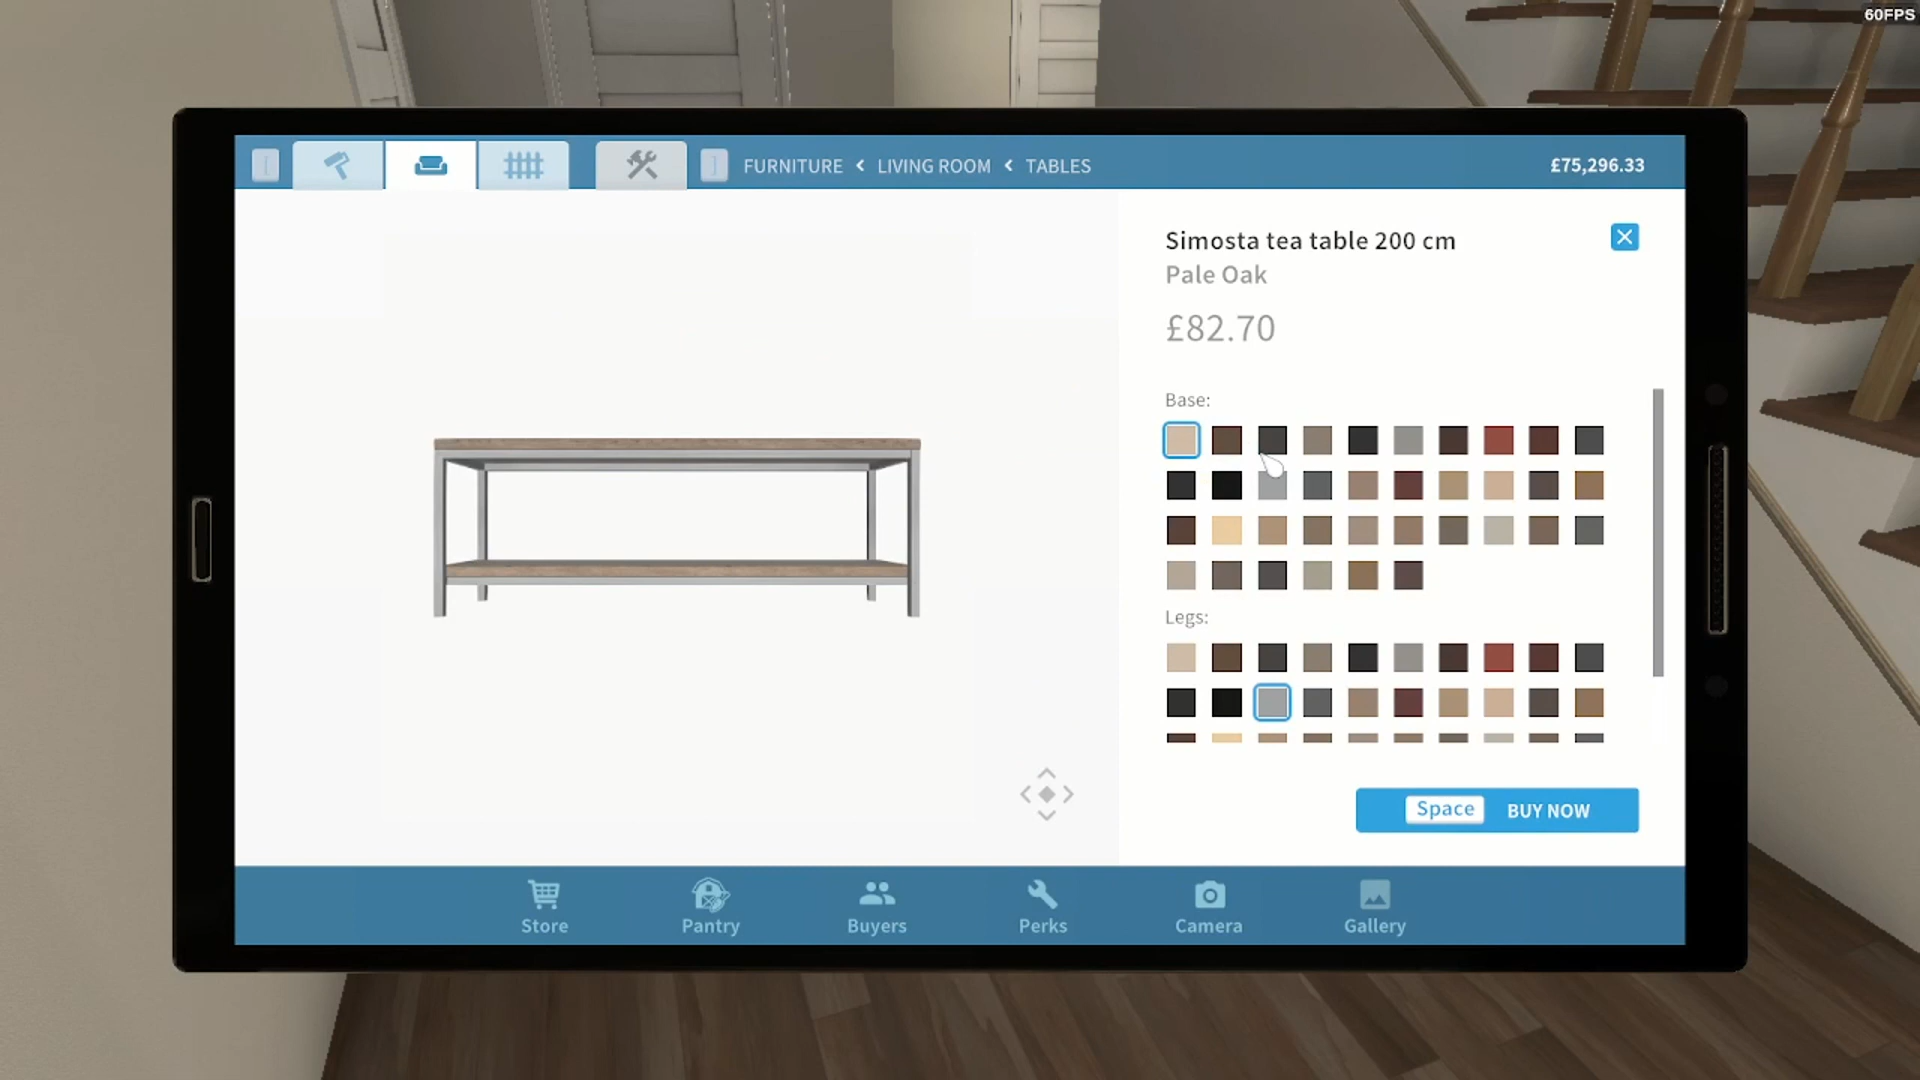 60FPS
FURNITURE < LIVING ROOM < TABLES
£75,296.33
Simosta tea table 200 cm
Pale Oak
£82.70
Base:
Legs:
Space BUY NOW
Store Pantry Buyers Perks Camera Gallery